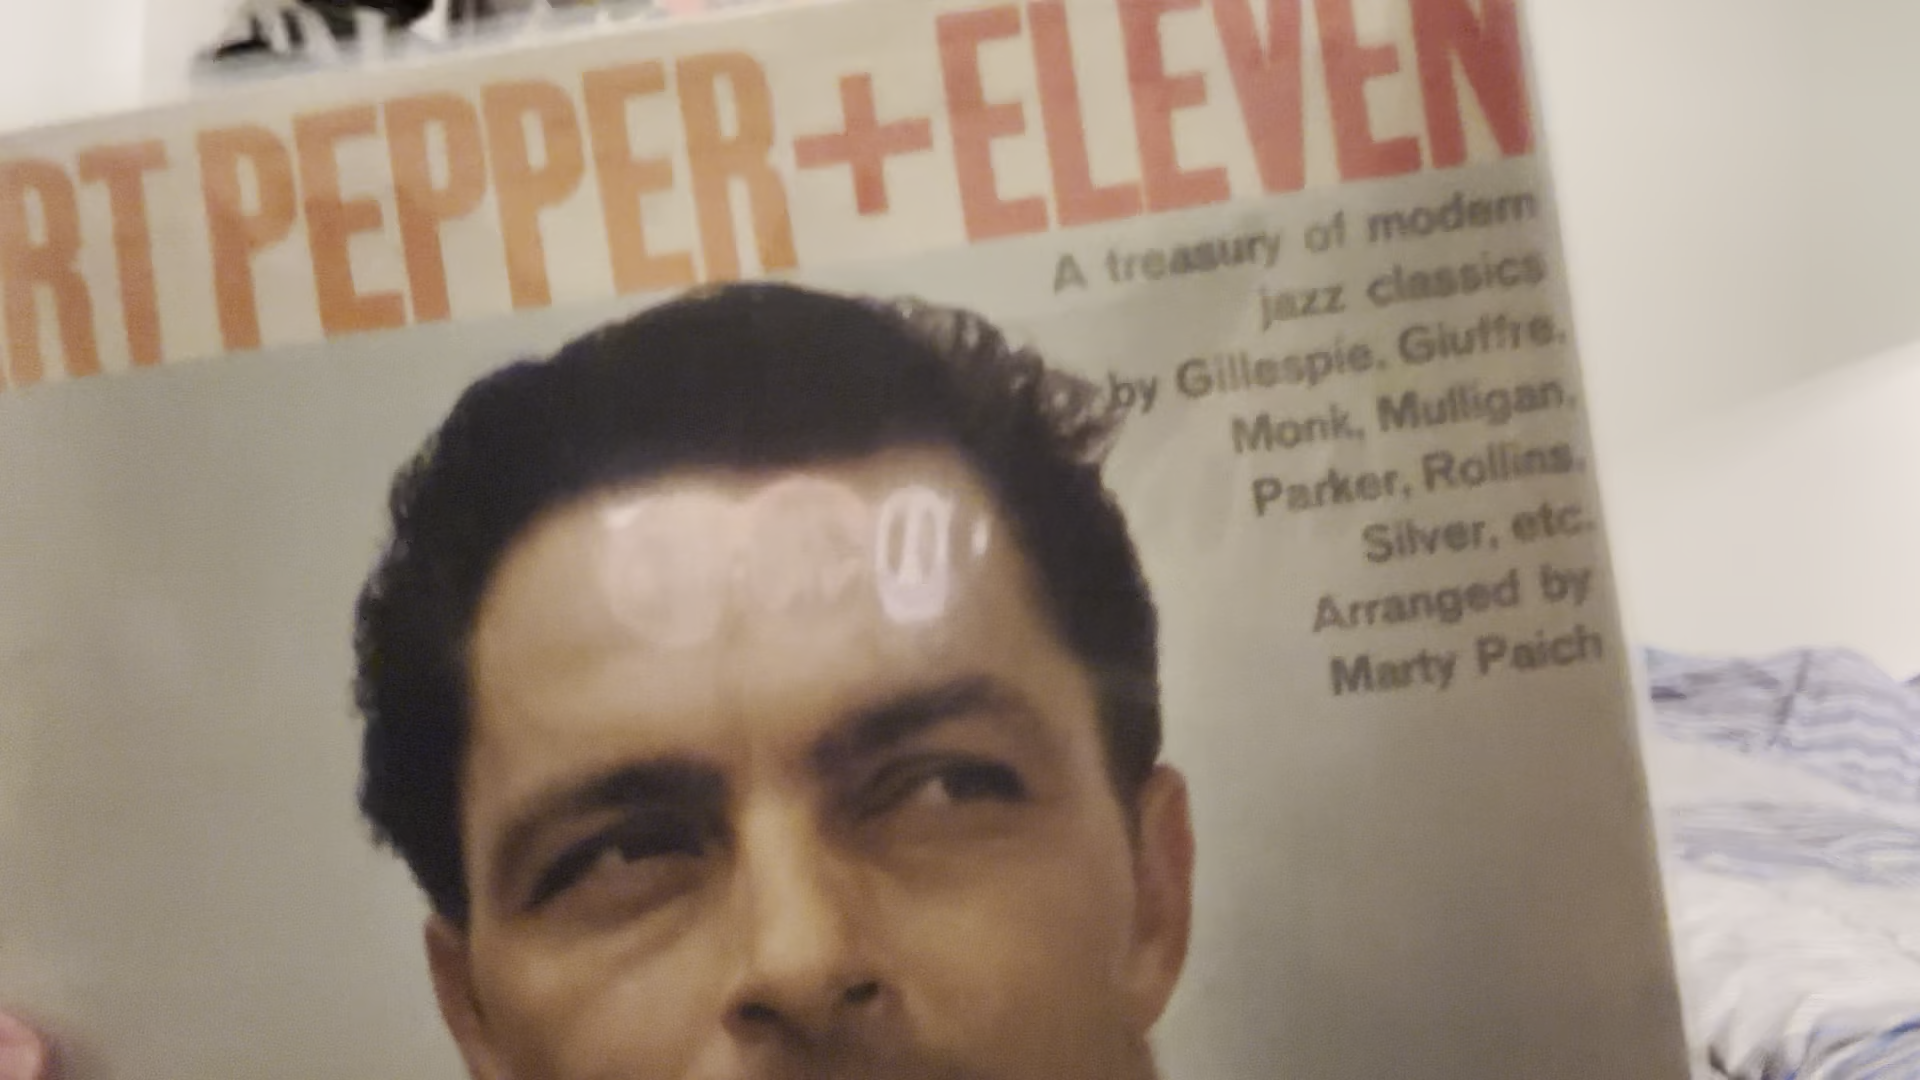 RT PEPPER+ELEVEN
A treasury of modern
jazz classics
by Gillespie, Giuffre,
Monk, Mulligan,
Parker, Rollins,
Silver, etc.
Arranged by
Marty Paich